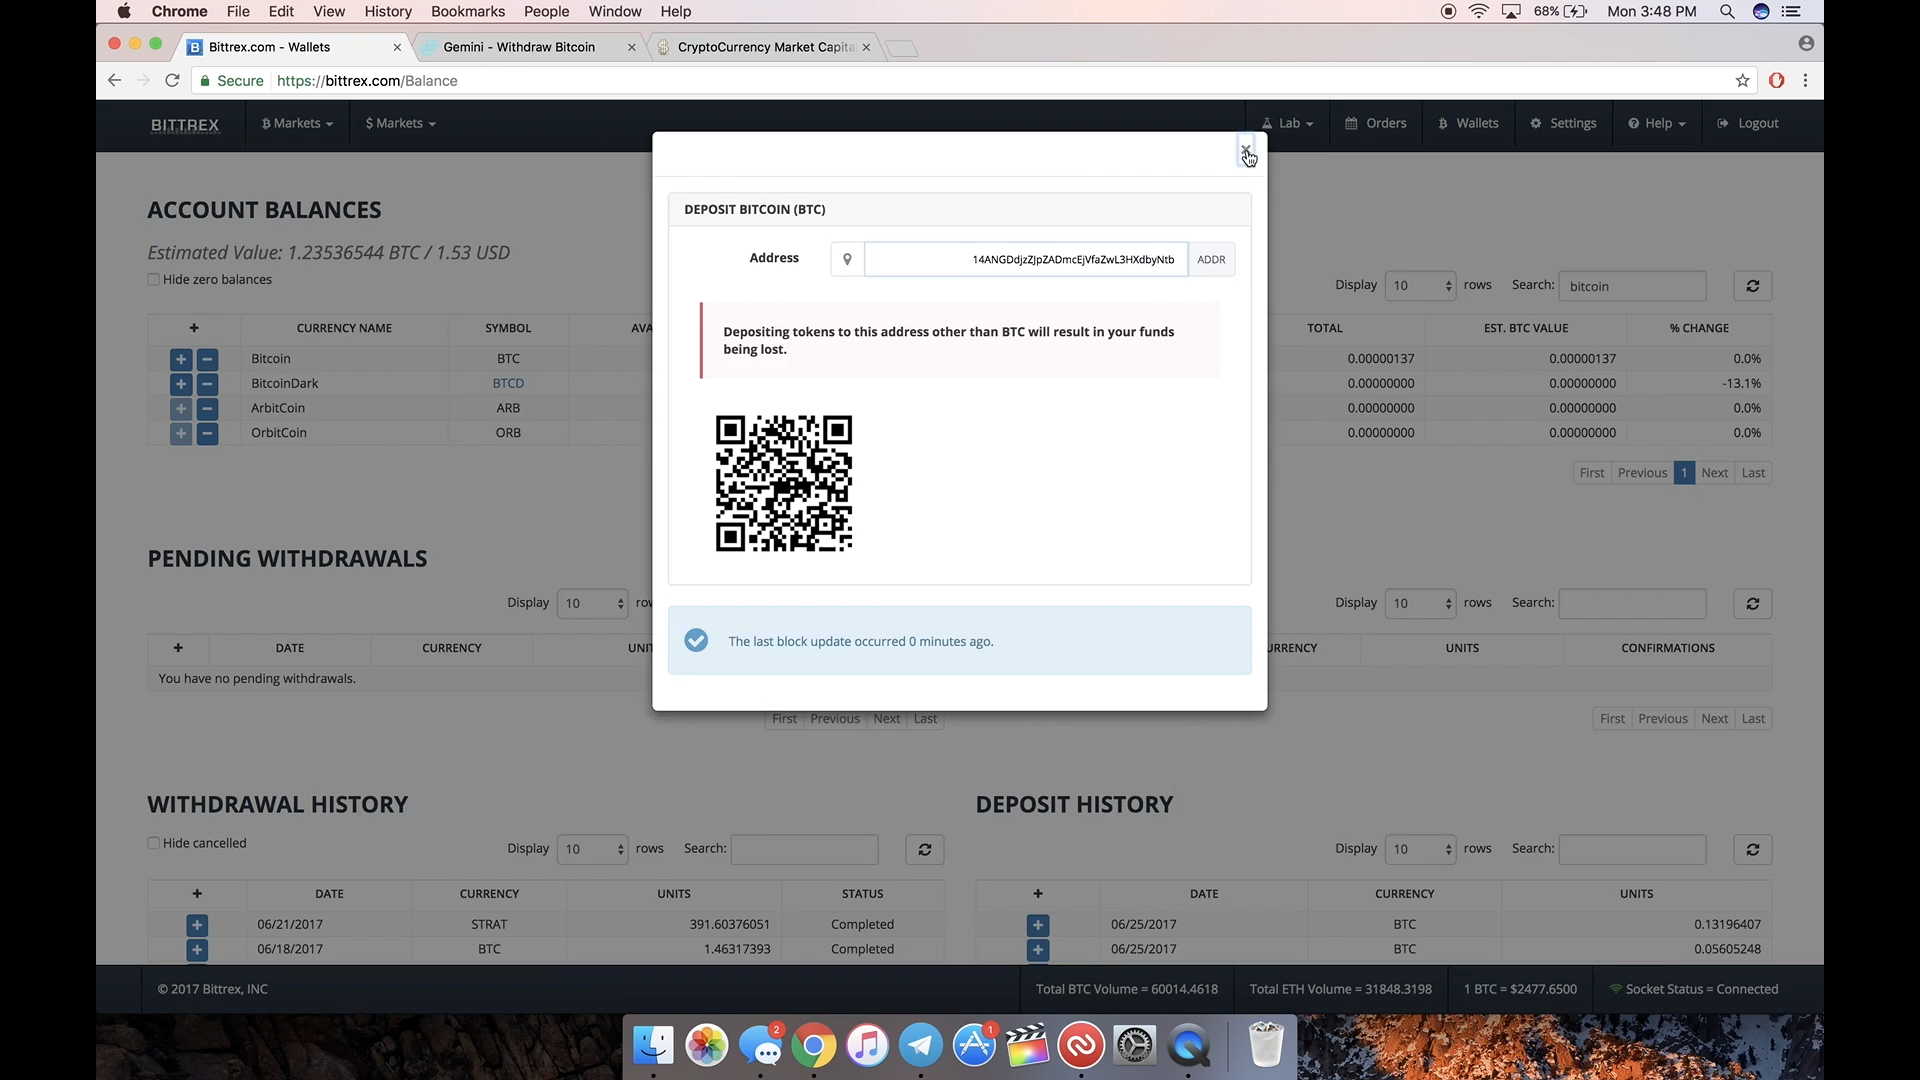 Chrome File Edit View History Bookmarks People Window Help 68% Mon 3:48 PM
Bittrex.com - Wallets Gemini - Withdraw Bitcoin CryptoCurrency Market Capita
Secure https://bittrex.com/Balance
BITTREX Markets $ Markets Lab Orders Wallets Settings Help Logout
ACCOUNT BALANCES
Estimated Value: 1.23536544 BTC / 1.53 USD
Hide zero balances
Display 10 rows Search: bitcoin
+ CURRENCY NAME SYMBOL AVA TOTAL EST. BTC VALUE % CHANGE
Bitcoin BTC 0.00000137 0.00000137 0.0%
BitcoinDark BTCD 0.00000000 0.00000000 -13.1%
ArbitCoin ARB 0.00000000 0.00000000 0.0%
OrbitCoin ORB 0.00000000 0.00000000 0.0%
First Previous 1 Next Last
DEPOSIT BITCOIN (BTC)
Address 14ANGDdjzZJpZADmcEjVfaZwL3HXdbyNtb ADDR
Depositing tokens to this address other than BTC will result in your funds
being lost.
The last block update occurred 0 minutes ago.
PENDING WITHDRAWALS
Display 10 row
+ DATE CURRENCY UNI
You have no pending withdrawals.
First Previous Next Last
Display 10 rows Search:
URRENCY UNITS CONFIRMATIONS
First Previous Next Last
WITHDRAWAL HISTORY
Hide cancelled
Display 10 rows Search:
+ DATE CURRENCY UNITS STATUS
06/21/2017 STRAT 391.60376051 Completed
06/18/2017 BTC 1.46317393 Completed
DEPOSIT HISTORY
Display 10 rows Search:
+ DATE CURRENCY UNITS
06/25/2017 BTC 0.13196407
06/25/2017 BTC 0.05605248
© 2017 Bittrex, INC
Total BTC Volume = 60014.4618 Total ETH Volume = 31848.3198 1 BTC = $2477.6500 Socket Status = Connected
2 1